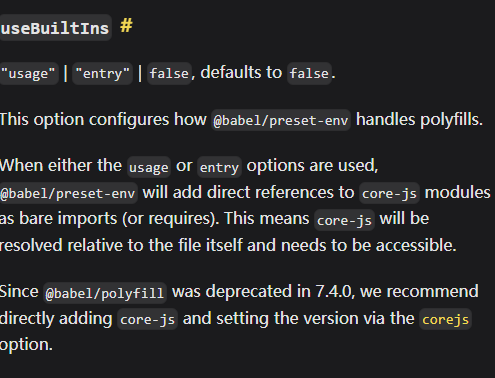 useBuiltIns #
"usage" | "entry" | false, defaults to false.
This option configures how @babel/preset-env handles polyfills.
When either the usage or entry options are used,
@babel/preset-env will add direct references to core-js modules
as bare imports (or requires). This means core-js will be
resolved relative to the file itself and needs to be accessible.
Since @babel/polyfill was deprecated in 7.4.0, we recommend
directly adding core-js and setting the version via the corejs
option.